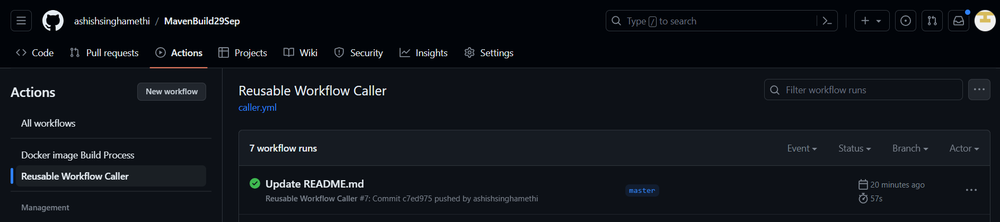 ashishsinghamethi / MavenBuild29Sep
Type / to search
Code Pull requests Actions Projects Wiki Security Insights Settings
Actions
New workflow
All workflows
Docker image Build Process
Reusable Workflow Caller
Management
Reusable Workflow Caller
caller.yml
Filter workflow runs
7 workflow runs
Event Status Branch Actor
Update README.md
Reusable Workflow Caller #7: Commit c7ed975 pushed by ashishsinghamethi
master
20 minutes ago
57s